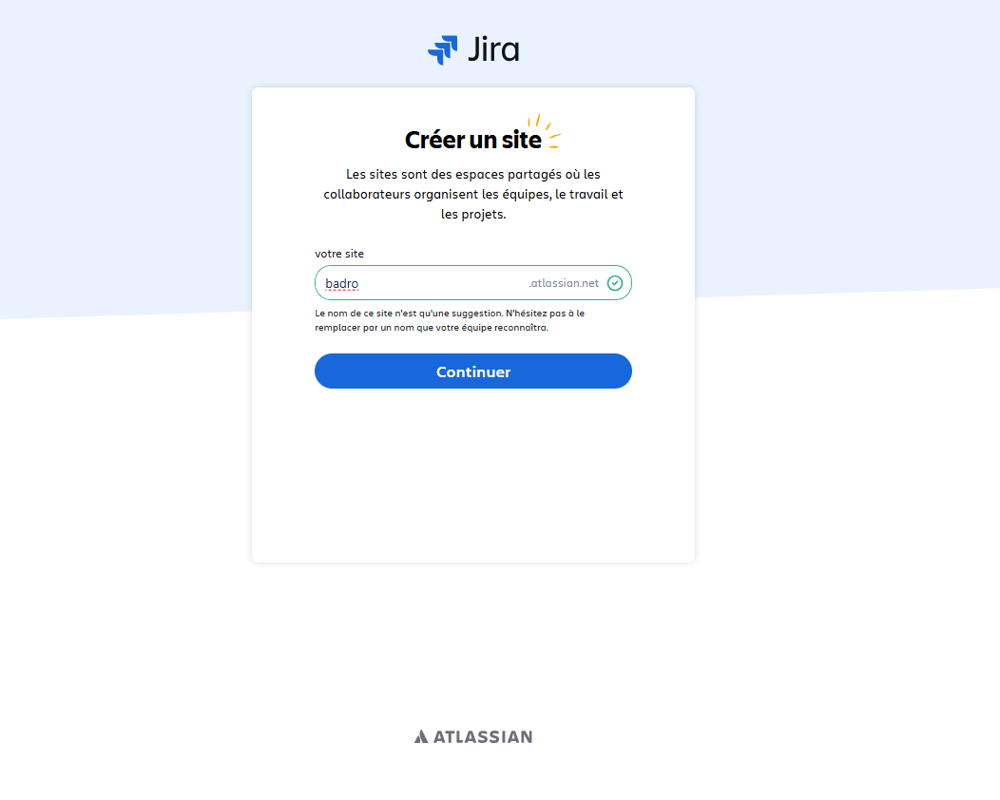 Jira
Créer un site
Les sites sont des espaces partagés où les
collaborateurs organisent les équipes, le travail et
les projets.
votre site
badro .atlassian.net
Le nom de ce site n'est qu'une suggestion. N'hésitez pas à le
remplacer par un nom que votre équipe reconnaîtra.
Continuer
ATLASSIAN